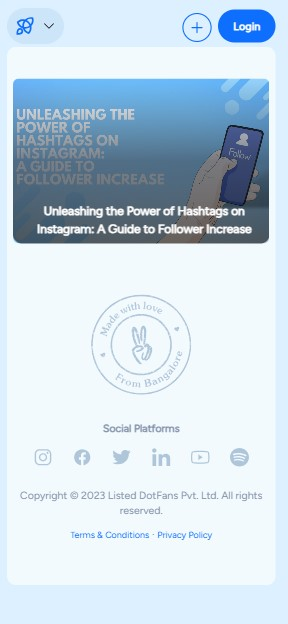 Login
UNLEASHING THE
POWER OF
HASHTAGS ON
INSTAGRAM:
A GUIDE TO
FOLLOWER INCREASE
Follow
Unleashing the Power of Hashtags on
Instagram: A Guide to Follower Increase
Made with love
From Bangalore
Social Platforms
Copyright © 2023 Listed DotFans Pvt. Ltd. All rights
reserved.
Terms & Conditions · Privacy Policy